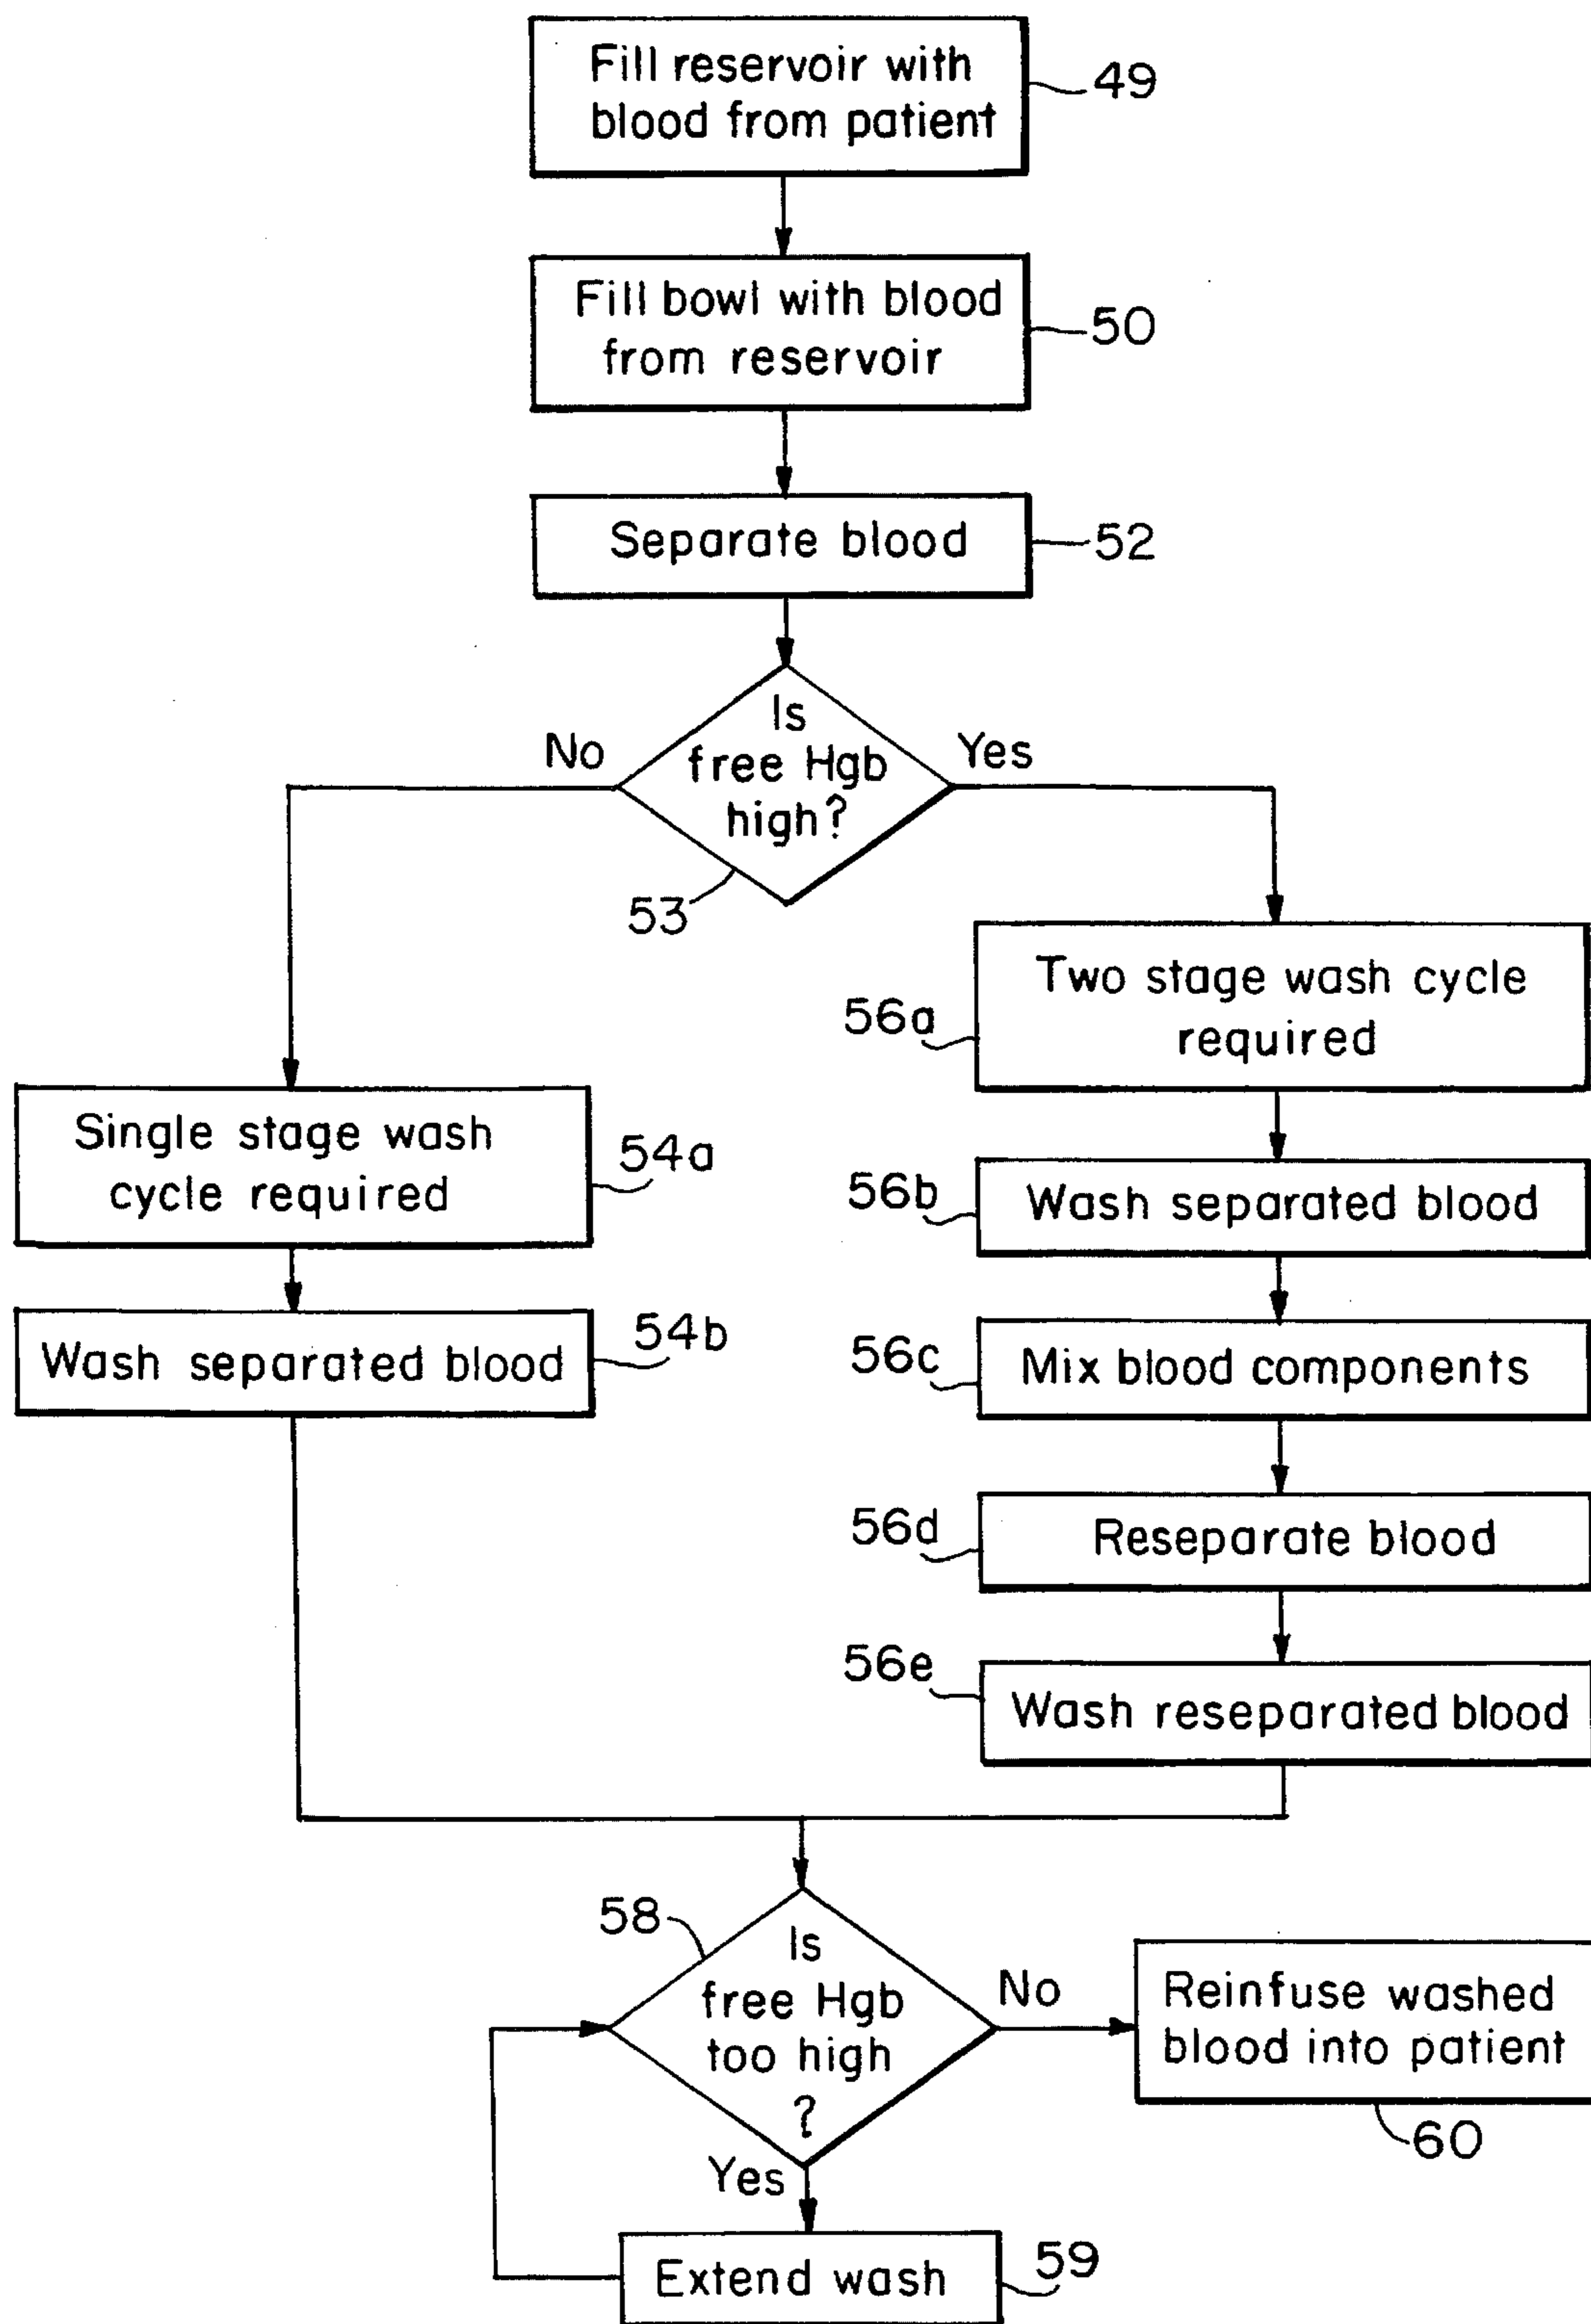 Fill reservoir with
blood from patient
49
Fill bowl with blood
from reservoir
50
Separate blood
52
Is
free Hgb
high?
No
Yes
53
Two stage wash cycle
required
56a
Single stage wash
cycle required
54a
56b
Wash separated blood
Wash separated blood
54b
56c
Mix blood components
56d
Reseparate blood
56e
Wash reseparated blood
58
Is
free Hgb
too high
?
No
Yes
Reinfuse washed
blood into patient
60
Extend wash
59